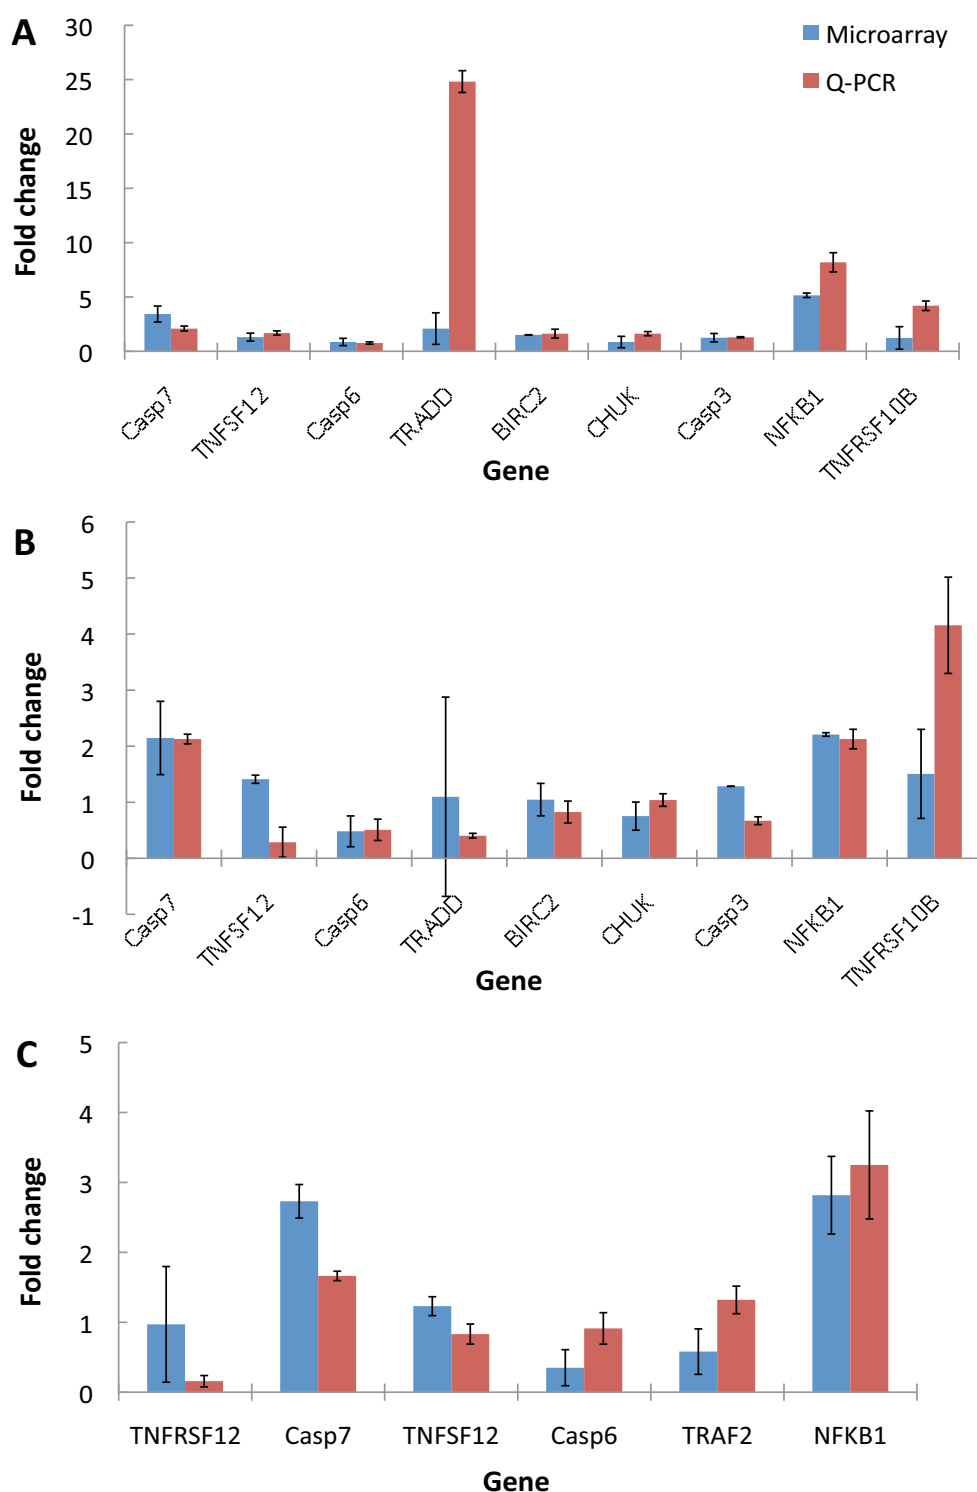 A
Microarray
Q-PCR
Fold change
30
25
20
15
10
5
0
Casp7
TNFSF12
Casp6
TRADD
BIRC2
CHUK
Casp3
NFKB1
TNFRSF10B
Gene
B
Fold change
6
5
4
3
2
1
0
-1
Casp7
TNFSF12
Casp6
TRADD
BIRC2
CHUK
Casp3
NFKB1
TNFRSF10B
Gene
C
Fold change
5
4
3
2
1
0
TNFRSF12 Casp7 TNFSF12 Casp6 TRAF2 NFKB1
Gene